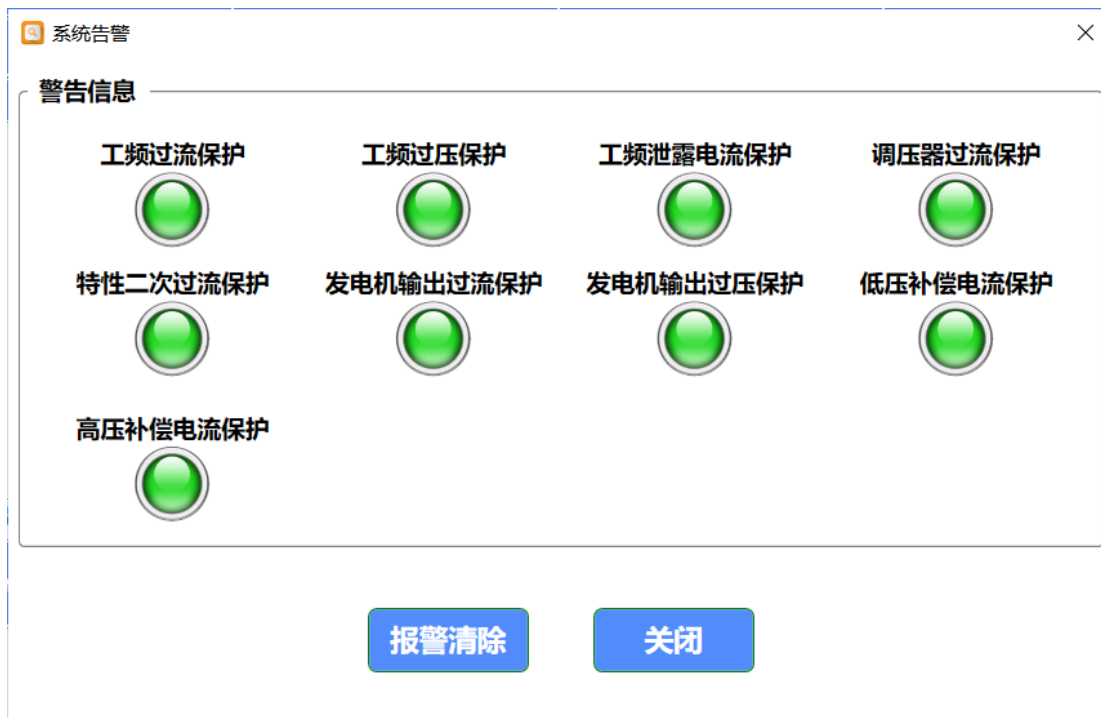 系统告警
警告信息
工频过流保护 工频过压保护 工频泄露电流保护 调压器过流保护
特性二次过流保护 发电机输出过流保护 发电机输出过压保护 低压补偿电流保护
高压补偿电流保护
报警清除 关闭